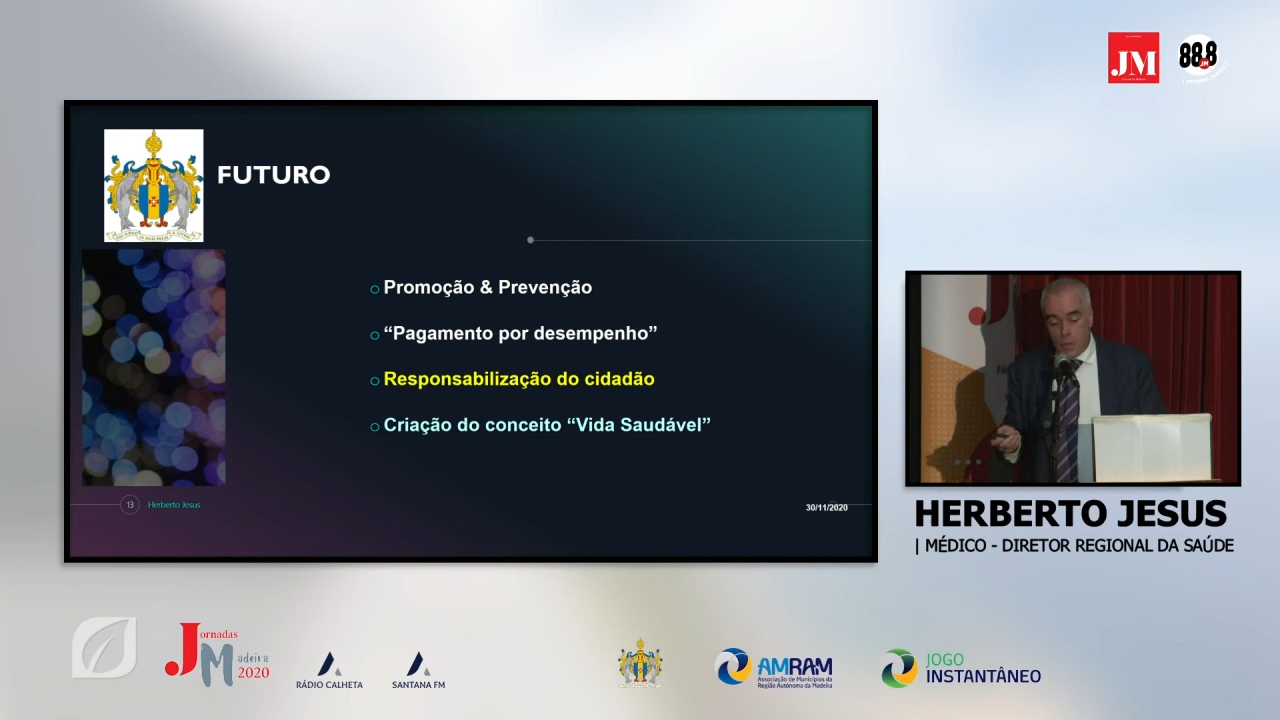 JM
88.8
JM
FUTURO
Promoção & Prevenção
“Pagamento por desempenho”
Responsabilização do cidadão
Criação do conceito “Vida Saudável”
13
Herberto Jesus
30/11/2020
HERBERTO JESUS
| MÉDICO - DIRETOR REGIONAL DA SAÚDE
Jornadas
Madeira
2020
RÁDIO CALHETA
SANTANA FM
AMRAM
Associação de Municípios da
Região Autónoma da Madeira
JOGO
INSTANTÂNEO